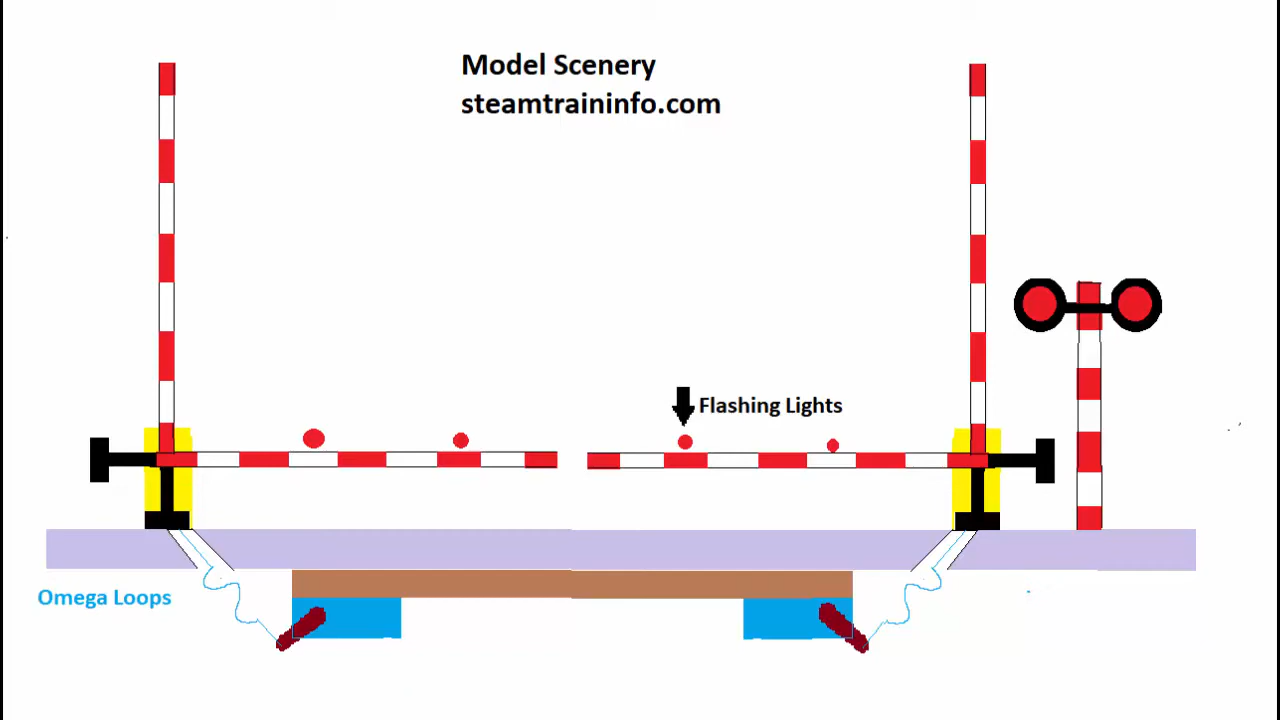 Model Scenery
steamtraininfo.com
Flashing Lights
Omega Loops